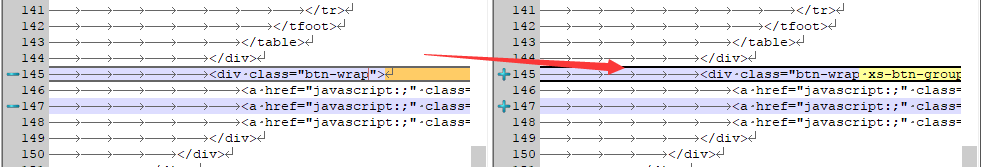 141 </tr>
142 </tfoot>
143 </table>
144 </div>
145 <div class="btn-wrap">
146 <a href="javascript:;" class=
147 <a href="javascript:;" class=
148 <a href="javascript:;" class=
149 </div>
150 </div>
141 </tr>
142 </tfoot>
143 </table>
144 </div>
145 <div class="btn-wrap xs-btn-group
146 <a href="javascript:;" class=
147 <a href="javascript:;" class=
148 <a href="javascript:;" class=
149 </div>
150 </div>